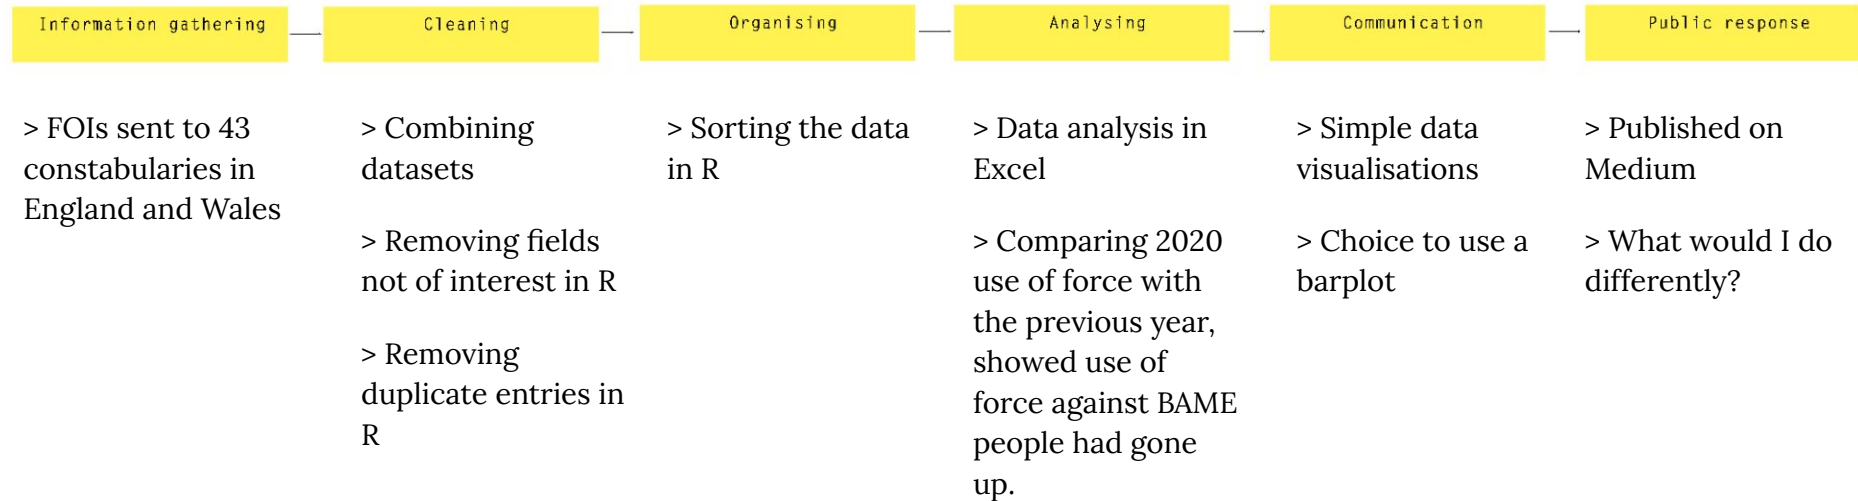 Information gathering
Cleaning
Organising
Analysing
Communication
Public response
> FOIs sent to 43
constabularies in
England and Wales
> Combining
datasets
> Removing fields
not of interest in R
> Removing
duplicate entries in
R
> Sorting the data
in R
> Data analysis in
Excel
> Comparing 2020
use of force with
the previous year,
showed use of
force against BAME
people had gone
up.
> Simple data
visualisations
> Choice to use a
barplot
> Published on
Medium
> What would I do
differently?